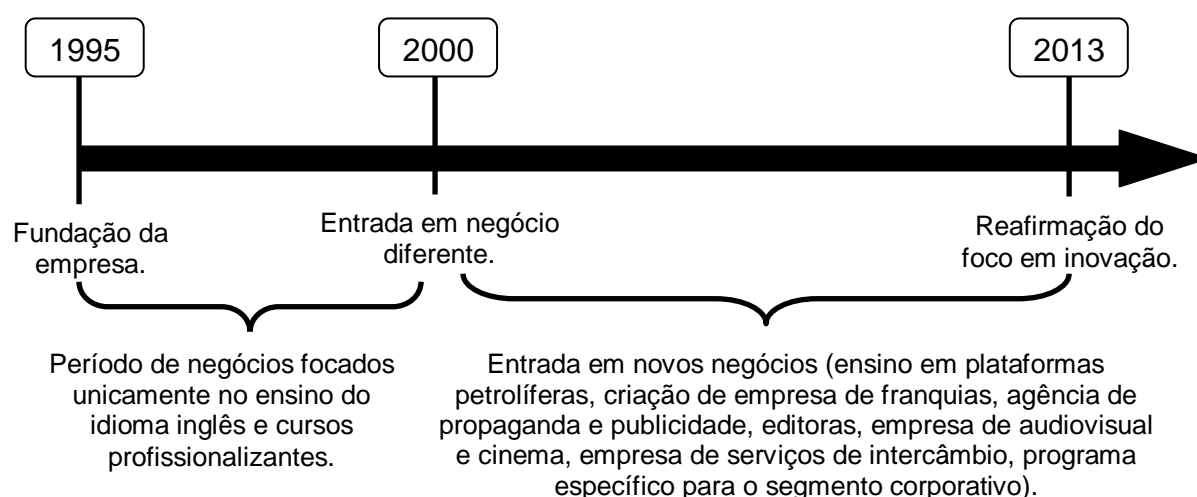 1995
2000
2013
Fundação da
empresa.
Entrada em negócio
diferente.
Reafirmação do
foco em inovação.
Período de negócios focados
unicamente no ensino do
idioma inglês e cursos
profissionalizantes.
Entrada em novos negócios (ensino em plataformas
petrolíferas, criação de empresa de franquias, agência de
propaganda e publicidade, editoras, empresa de audiovisual
e cinema, empresa de serviços de intercâmbio, programa
específico para o segmento corporativo).